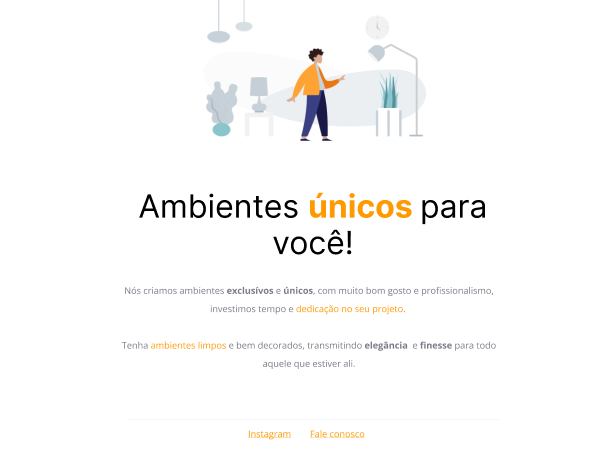 Ambientes únicos para
você!
Nós criamos ambientes exclusívos e únicos, com muito bom gosto e profissionalismo,
investimos tempo e dedicação no seu projeto.
Tenha ambientes limpos e bem decorados, transmitindo elegância e finesse para todo
aquele que estiver ali.
Instagram Fale conosco